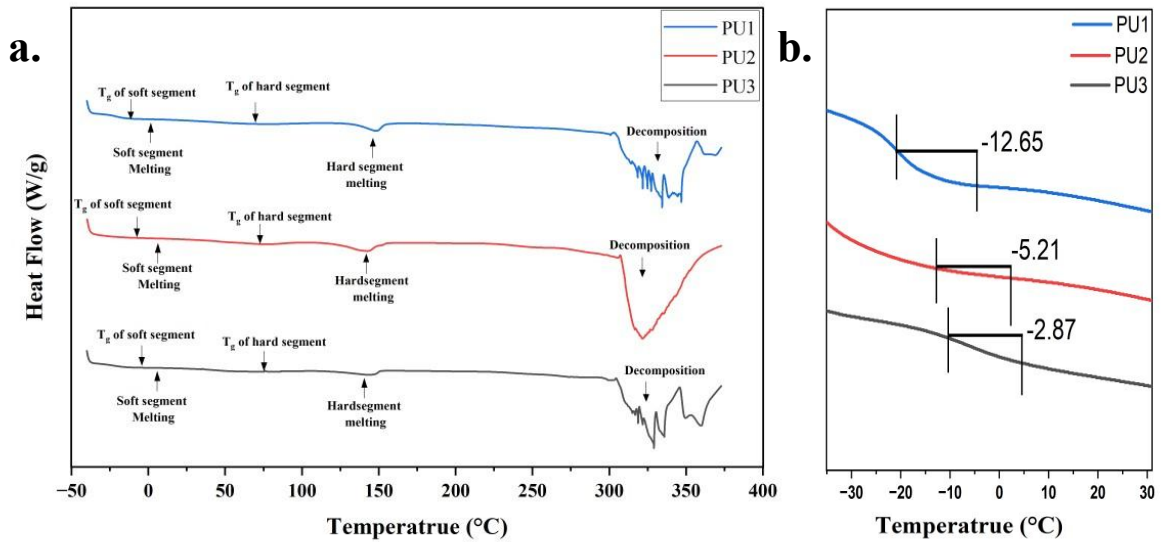 a.
PU1
PU2
PU3
Tg of soft segment
Tg of hard segment
Decomposition
Soft segment
Melting
Hard segment
melting
Tg of soft segment
Tg of hard segment
Decomposition
Soft segment
Melting
Hardsegment
melting
Tg of soft segment
Tg of hard segment
Decomposition
Soft segment
Melting
Hardsegment
melting
Heat Flow (W/g)
−50 0 50 100 150 200 250 300 350 400
Temperatrue (°C)
b.
PU1
PU2
PU3
-12.65
-5.21
-2.87
-30 -20 -10 0 10 20 30
Temperatrue (°C)